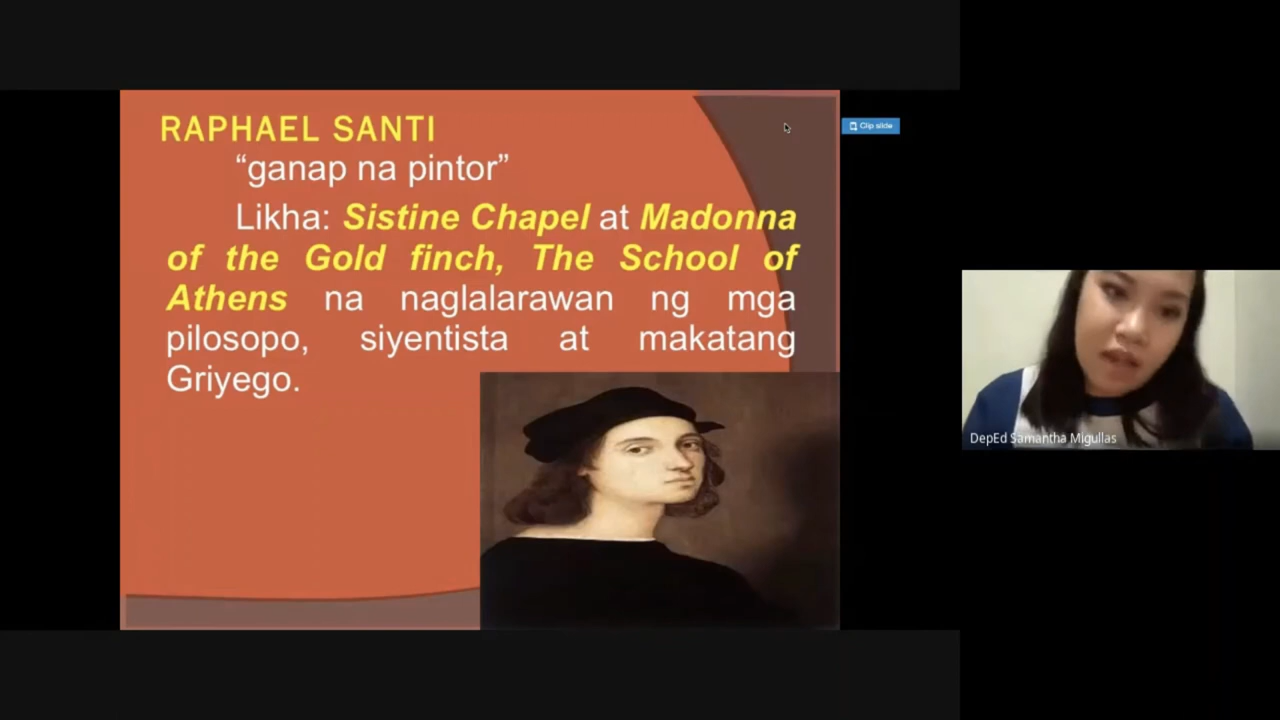 RAPHAEL SANTI
“ganap na pintor”
Likha: Sistine Chapel at Madonna
of the Gold finch, The School of
Athens na naglalarawan ng mga
pilosopo, siyentista at makatang
Griyego.
Clip slide
DepEd Samantha Migullas